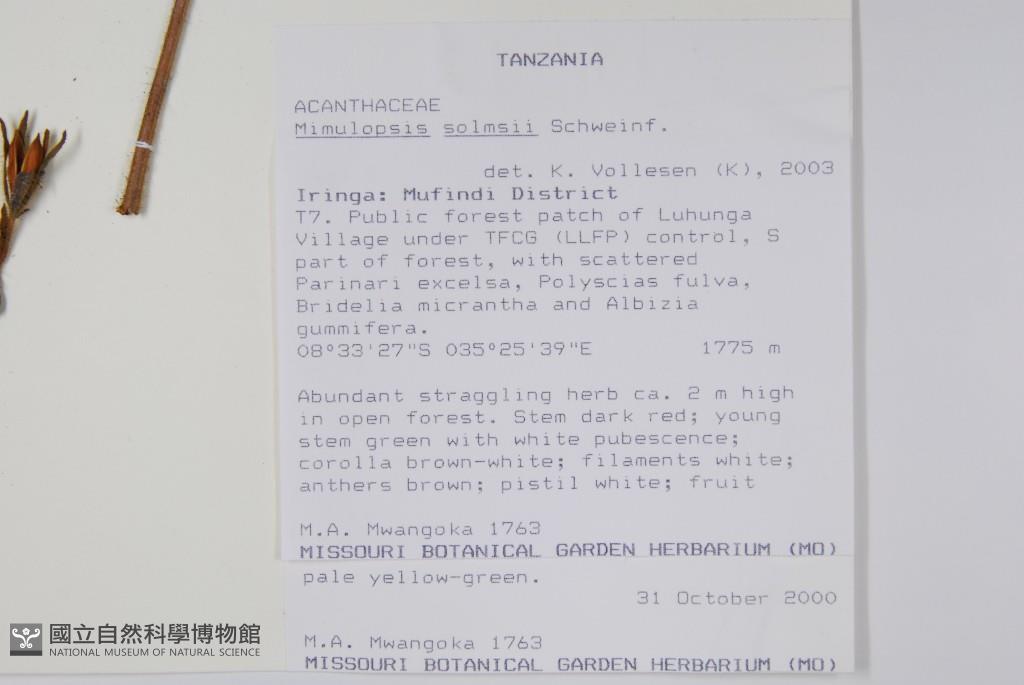 TANZANIA
ACANTHACEAE
Mimulopsis solmsii Schweinf.
det. K. Vollesen (K), 2003
Iringa: Mufindi District
T7. Public forest patch of Luhunga
Village under TFCG (LLFP) control, S
part of forest, with scattered
Parinari excelsa, Polyscias fulva,
Bridelia micrantha and Albizia
gummifera.
08°33'27"S 035°25'39"E 1775 m
Abundant straggling herb ca. 2 m high
in open forest. Stem dark red; young
stem green with white pubescence;
corolla brown-white; filaments white;
anthers brown; pistil white; fruit
M.A. Mwangoka 1763
MISSOURI BOTANICAL GARDEN HERBARIUM (MO)
pale yellow-green.
31 October 2000
M.A. Mwangoka 1763
MISSOURI BOTANICAL GARDEN HERBARIUM (MO)
國立自然科學博物館
NATIONAL MUSEUM OF NATURAL SCIENCE